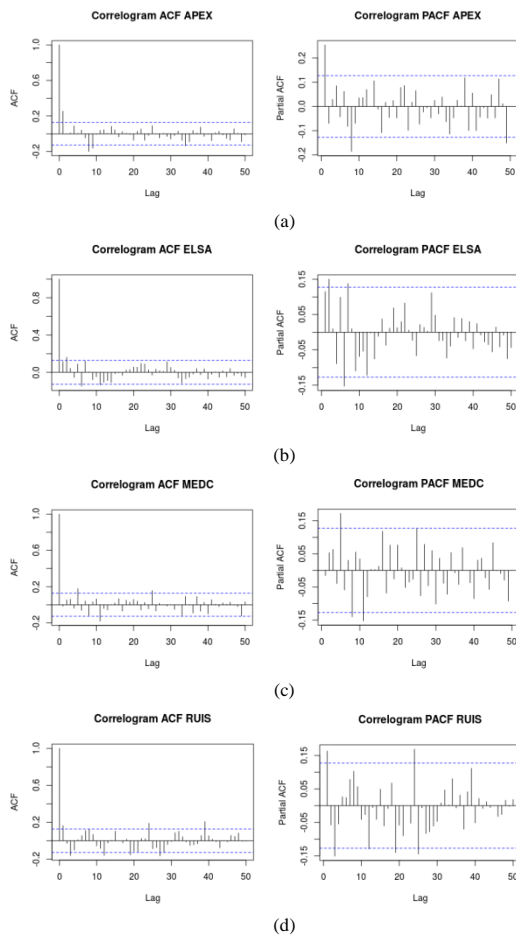 Correlogram ACF APEX
Correlogram PACF APEX
ACF
-0.2 0.2 0.6 1.0
0 10 20 30 40 50
Lag
Partial ACF
-0.2 -0.1 0.0 0.1 0.2
0 10 20 30 40 50
Lag
(a)
Correlogram ACF ELSA
Correlogram PACF ELSA
ACF
0.0 0.4 0.8
0 10 20 30 40 50
Lag
Partial ACF
-0.15 -0.05 0.05 0.15
0 10 20 30 40 50
Lag
(b)
Correlogram ACF MEDC
Correlogram PACF MEDC
ACF
-0.2 0.2 0.6 1.0
0 10 20 30 40 50
Lag
Partial ACF
-0.15 -0.05 0.05 0.15
0 10 20 30 40 50
Lag
(c)
Correlogram ACF RUIS
Correlogram PACF RUIS
ACF
-0.2 0.2 0.6 1.0
0 10 20 30 40 50
Lag
Partial ACF
-0.15 -0.05 0.05 0.15
0 10 20 30 40 50
Lag
(d)